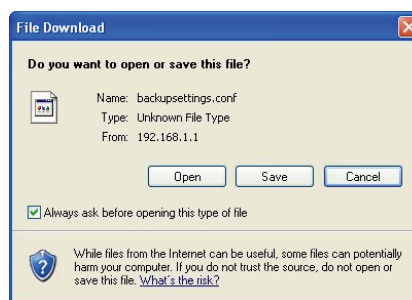 File Download
Do you want to open or save this file?
Name: backupsettings.conf
Type: Unknown File Type
From: 192.168.1.1
Open Save Cancel
Always ask before opening this type of file
While files from the Internet can be useful, some files can potentially
harm your computer. If you do not trust the source, do not open or
save this file. What's the risk?